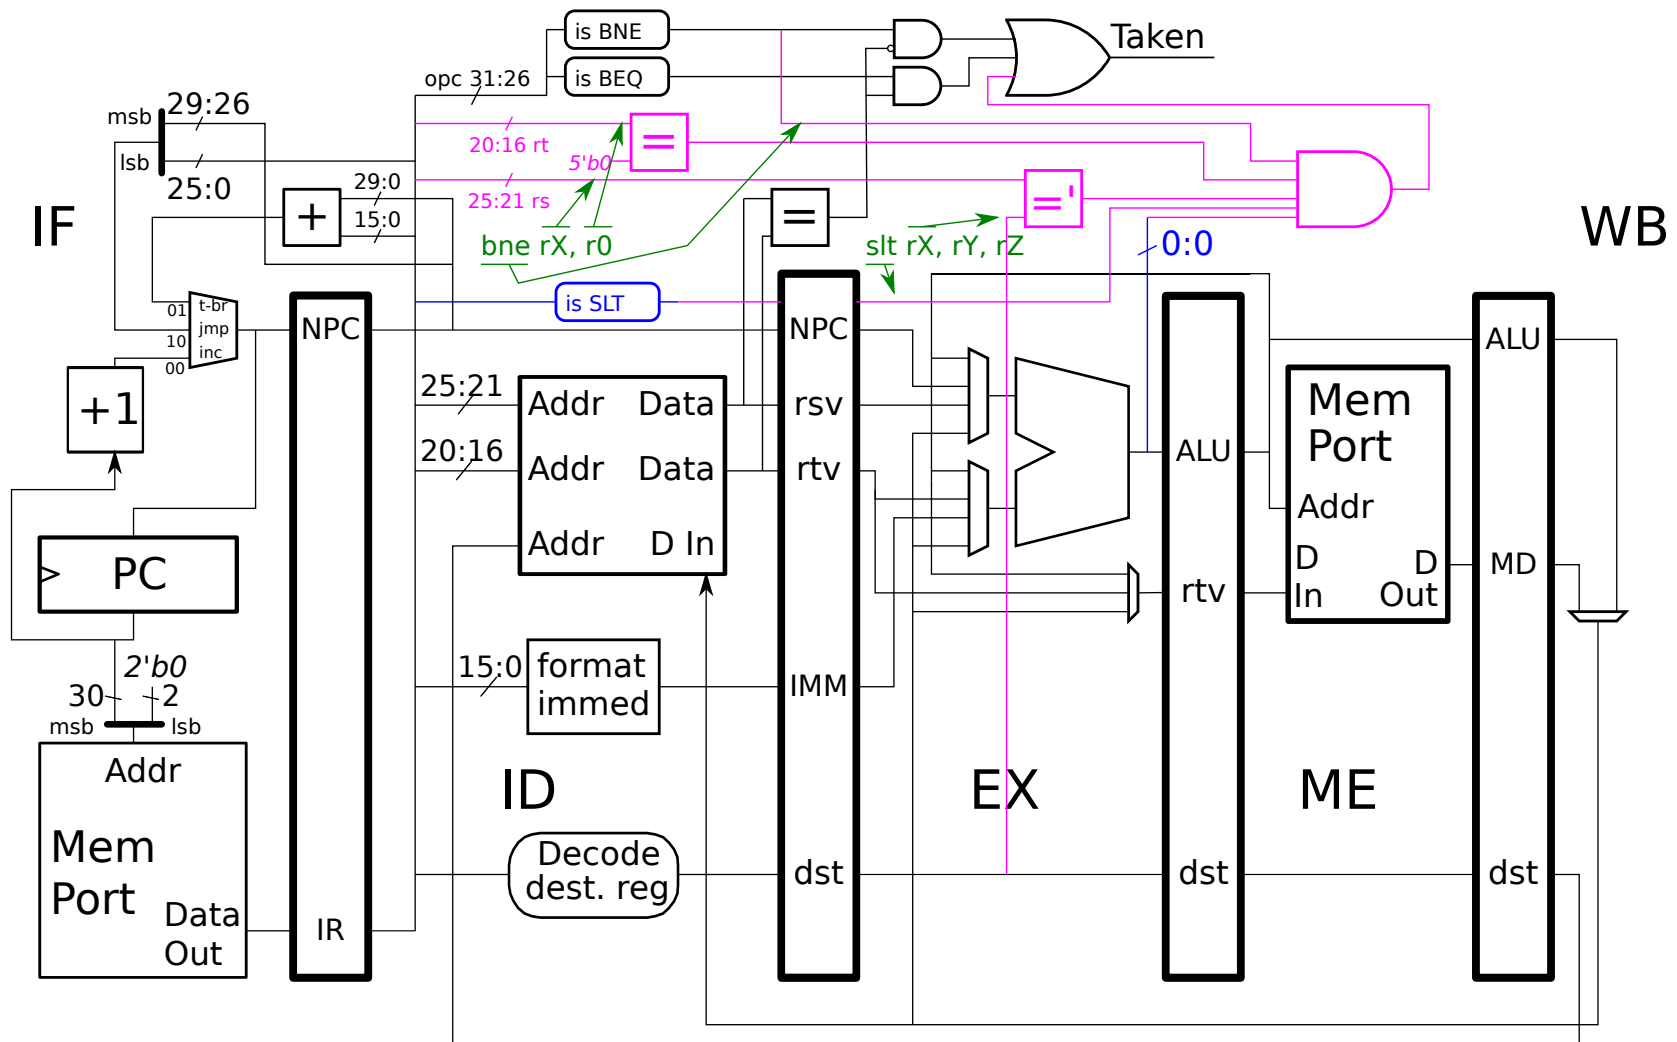 is BNE
Taken
opc 31:26
is BEQ
29:26
msb
lsb
25:0
20:16 rt
5'b0
=
29:0
25:21 rs
='
IF
+
15:0
=
bne rX, r0
slt rX, rY, rZ
0:0
WB
01
t-br
jmp
10
inc
00
is SLT
NPC
NPC
ALU
+1
25:21
Addr
Data
rsv
Mem
Port
20:16
Addr
Data
rtv
ALU
Addr
Addr
D In
PC
D
In
D
Out
MD
rtv
2'b0
30
2
msb
lsb
15:0
format
immed
IMM
Addr
ID
EX
ME
Mem
Port
Decode
dest. reg
dst
dst
dst
Data
Out
IR